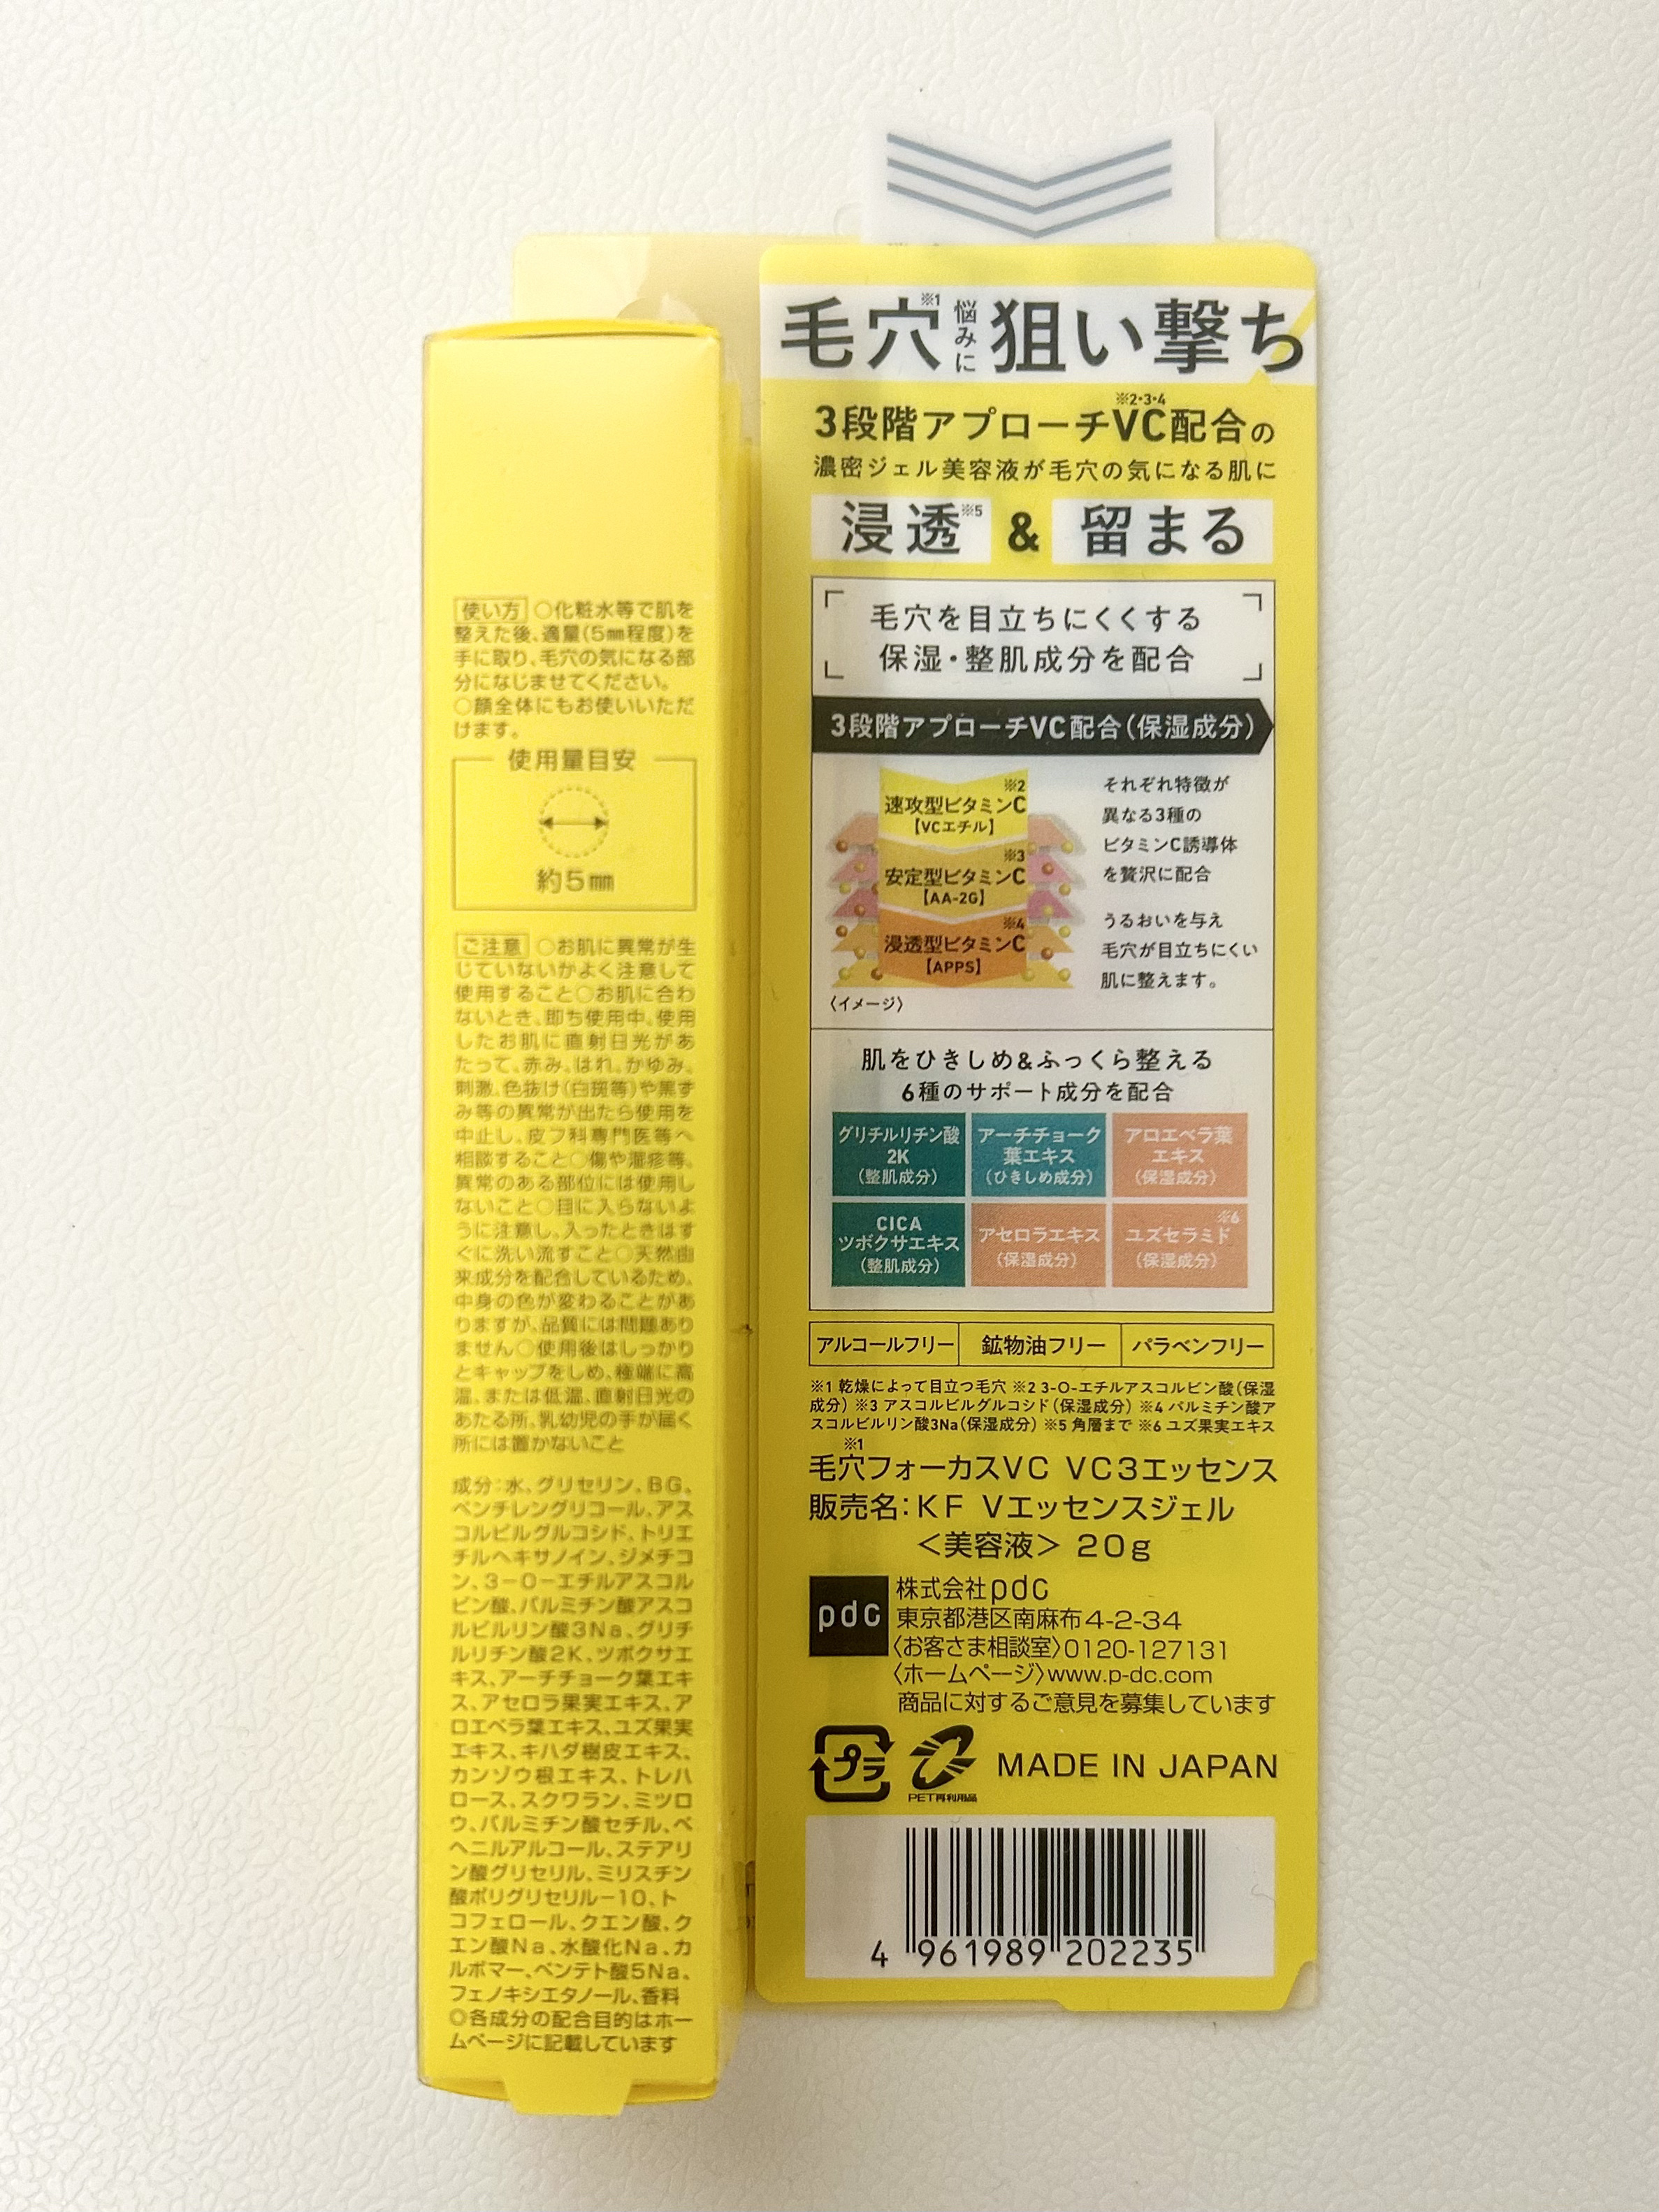 使い方 ○化粧水等で肌を
整えた後、適量(5㎜程度)を
手に取り、毛穴の気になる部
分になじませてください。
○顔全体にもお使いいただ
けます。
使用量目安
約5㎜
ご注意 ○お肌に異常が生
じていないかよく注意して
使用すること○お肌に合わ
ないとき、即ち使用中、使用
したお肌に直射日光があ
たって、赤み、はれ、かゆみ、
刺激、色抜け(白斑等)や黒ず
み等の異常が出たら使用を
中止し、皮フ科専門医等へ
相談すること○傷や湿疹等、
異常のある部位には使用し
ないこと○目に入らないよ
うに注意し、入ったときはす
ぐに洗い流すこと○天然由
来成分を配合しているため、
中身の色が変わることがあ
りますが、品質には問題あり
ません○使用後はしっかり
とキャップをしめ、極端に高
温、または低温、直射日光の
あたる所、乳幼児の手が届く
所には置かないこと
成分:水、グリセリン、BG、
ペンチレングリコール、アス
コルビルグルコシド、トリエ
チルヘキサノイン、ジメチコ
ン、3-O-エチルアスコル
ビン酸、パルミチン酸アスコ
ルビルリン酸3Na、グリチ
ルリチン酸2K、ツボクサエ
キス、アーチチョーク葉エキ
ス、アセロラ果実エキス、ア
ロエベラ葉エキス、ユズ果実
エキス、キハダ樹皮エキス、
カンゾウ根エキス、トレハ
ロース、スクワラン、ミツロ
ウ、パルミチン酸セチル、ベ
ヘニルアルコール、ステアリ
ン酸グリセリル、ミリスチン
酸ポリグリセリル-10、ト
コフェロール、クエン酸、ク
エン酸Na、水酸化Na、カ
ルボマー、ペンテト酸5Na、
フェノキシエタノール、香料
◎各成分の配合目的はホー
ムページに記載しています
毛穴※1悩みに狙い撃ち
※2・3・4
3段階アプローチVC配合の
濃密ジェル美容液が毛穴の気になる肌に
浸透※5 & 留まる
毛穴を目立ちにくくする
保湿・整肌成分を配合
3段階アプローチVC配合(保湿成分)
※2
速攻型ビタミンC
【VCエチル】
※3
安定型ビタミンC
【AA-2G】
※4
浸透型ビタミンC
【APPS】
〈イメージ〉
それぞれ特徴が
異なる3種の
ビタミンC誘導体
を贅沢に配合
うるおいを与え
毛穴が目立ちにくい
肌に整えます。
肌をひきしめ&ふっくら整える
6種のサポート成分を配合
グリチルリチン酸
2K
(整肌成分)
アーチチョーク
葉エキス
(ひきしめ成分)
アロエベラ葉
エキス
(保湿成分)
CICA
ツボクサエキス
(整肌成分)
アセロラエキス
(保湿成分)
※6
ユズセラミド
(保湿成分)
アルコールフリー 鉱物油フリー パラベンフリー
※1 乾燥によって目立つ毛穴 ※2 3-O-エチルアスコルビン酸(保湿
成分) ※3 アスコルビルグルコシド(保湿成分) ※4 パルミチン酸ア
スコルビルリン酸3Na(保湿成分) ※5 角層まで ※6 ユズ果実エキス
※1
毛穴フォーカスVC VC3エッセンス
販売名:KF Vエッセンスジェル
<美容液> 20g
pdc
株式会社pdc
東京都港区南麻布4-2-34
〈お客さま相談室〉0120-127131
〈ホームページ〉www.p-dc.com
商品に対するご意見を募集しています
プラ
PET再利用品
MADE IN JAPAN
4 961989 202235